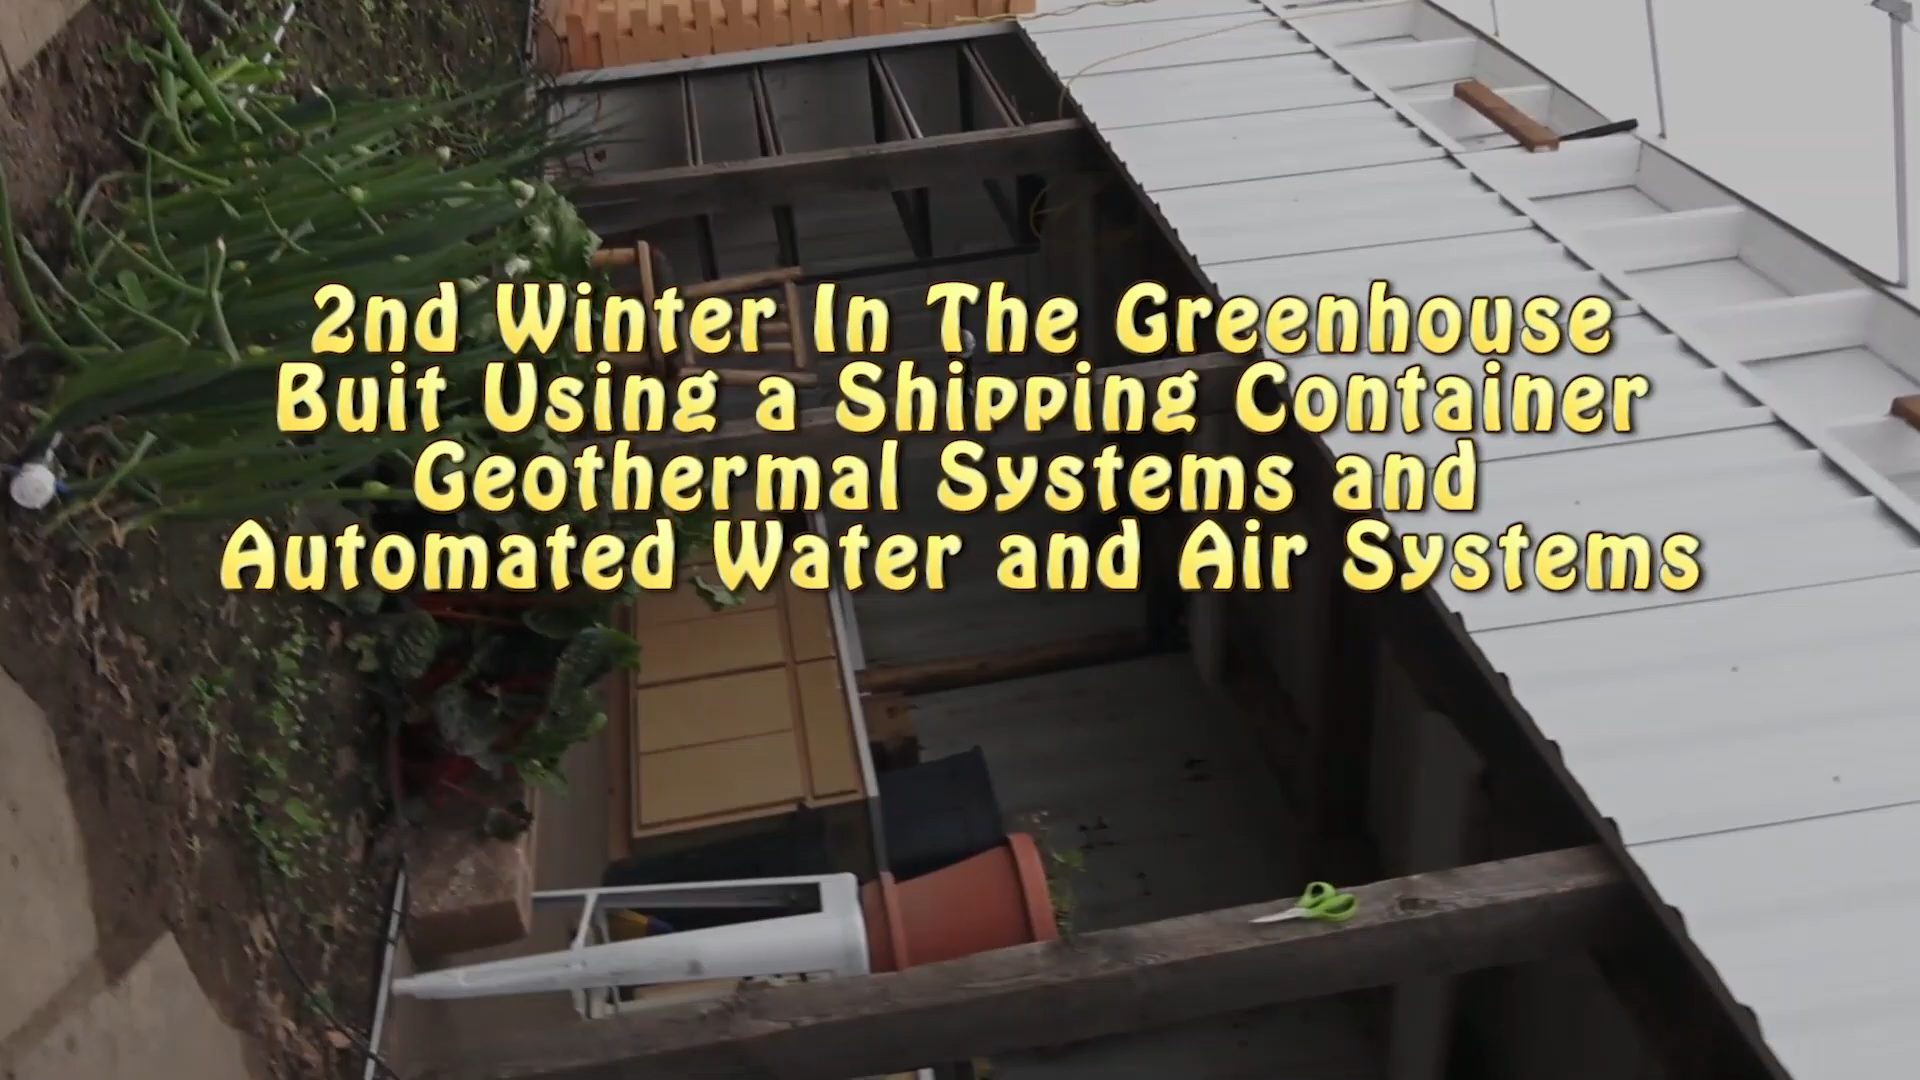 2nd Winter In The Greenhouse
Buit Using a Shipping Container
Geothermal Systems and
Automated Water and Air Systems